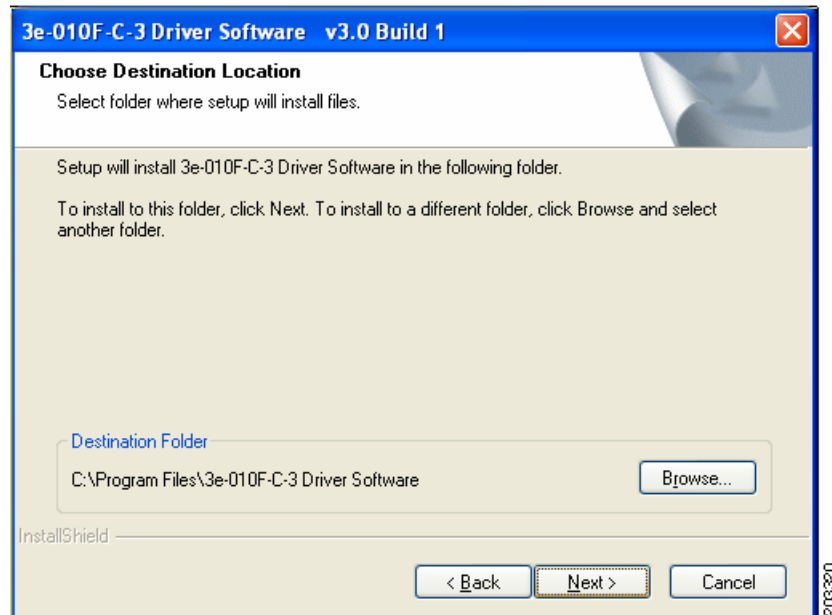 3e-010F-C-3 Driver Software v3.0 Build 1
Choose Destination Location
Select folder where setup will install files.
Setup will install 3e-010F-C-3 Driver Software in the following folder.
To install to this folder, click Next. To install to a different folder, click Browse and select
another folder.
Destination Folder
C:\Program Files\3e-010F-C-3 Driver Software
Browse...
InstallShield
< Back
Next >
Cancel